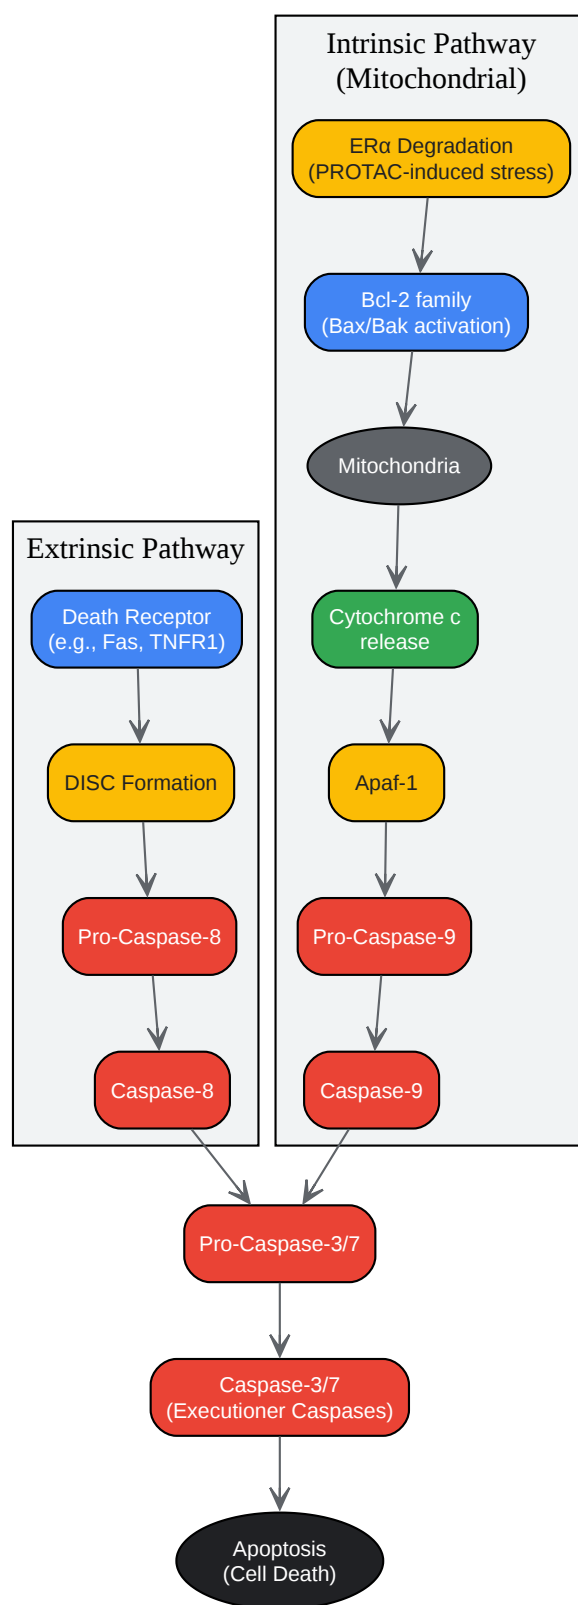 Intrinsic Pathway
(Mitochondrial)
ERα Degradation
(PROTAC-induced stress)
Bcl-2 family
(Bax/Bak activation)
Mitochondria
Extrinsic Pathway
Death Receptor
(e.g., Fas, TNFR1)
Cytochrome c
release
DISC Formation
Apaf-1
Pro-Caspase-8
Pro-Caspase-9
Caspase-8
Caspase-9
Pro-Caspase-3/7
Caspase-3/7
(Executioner Caspases)
Apoptosis
(Cell Death)